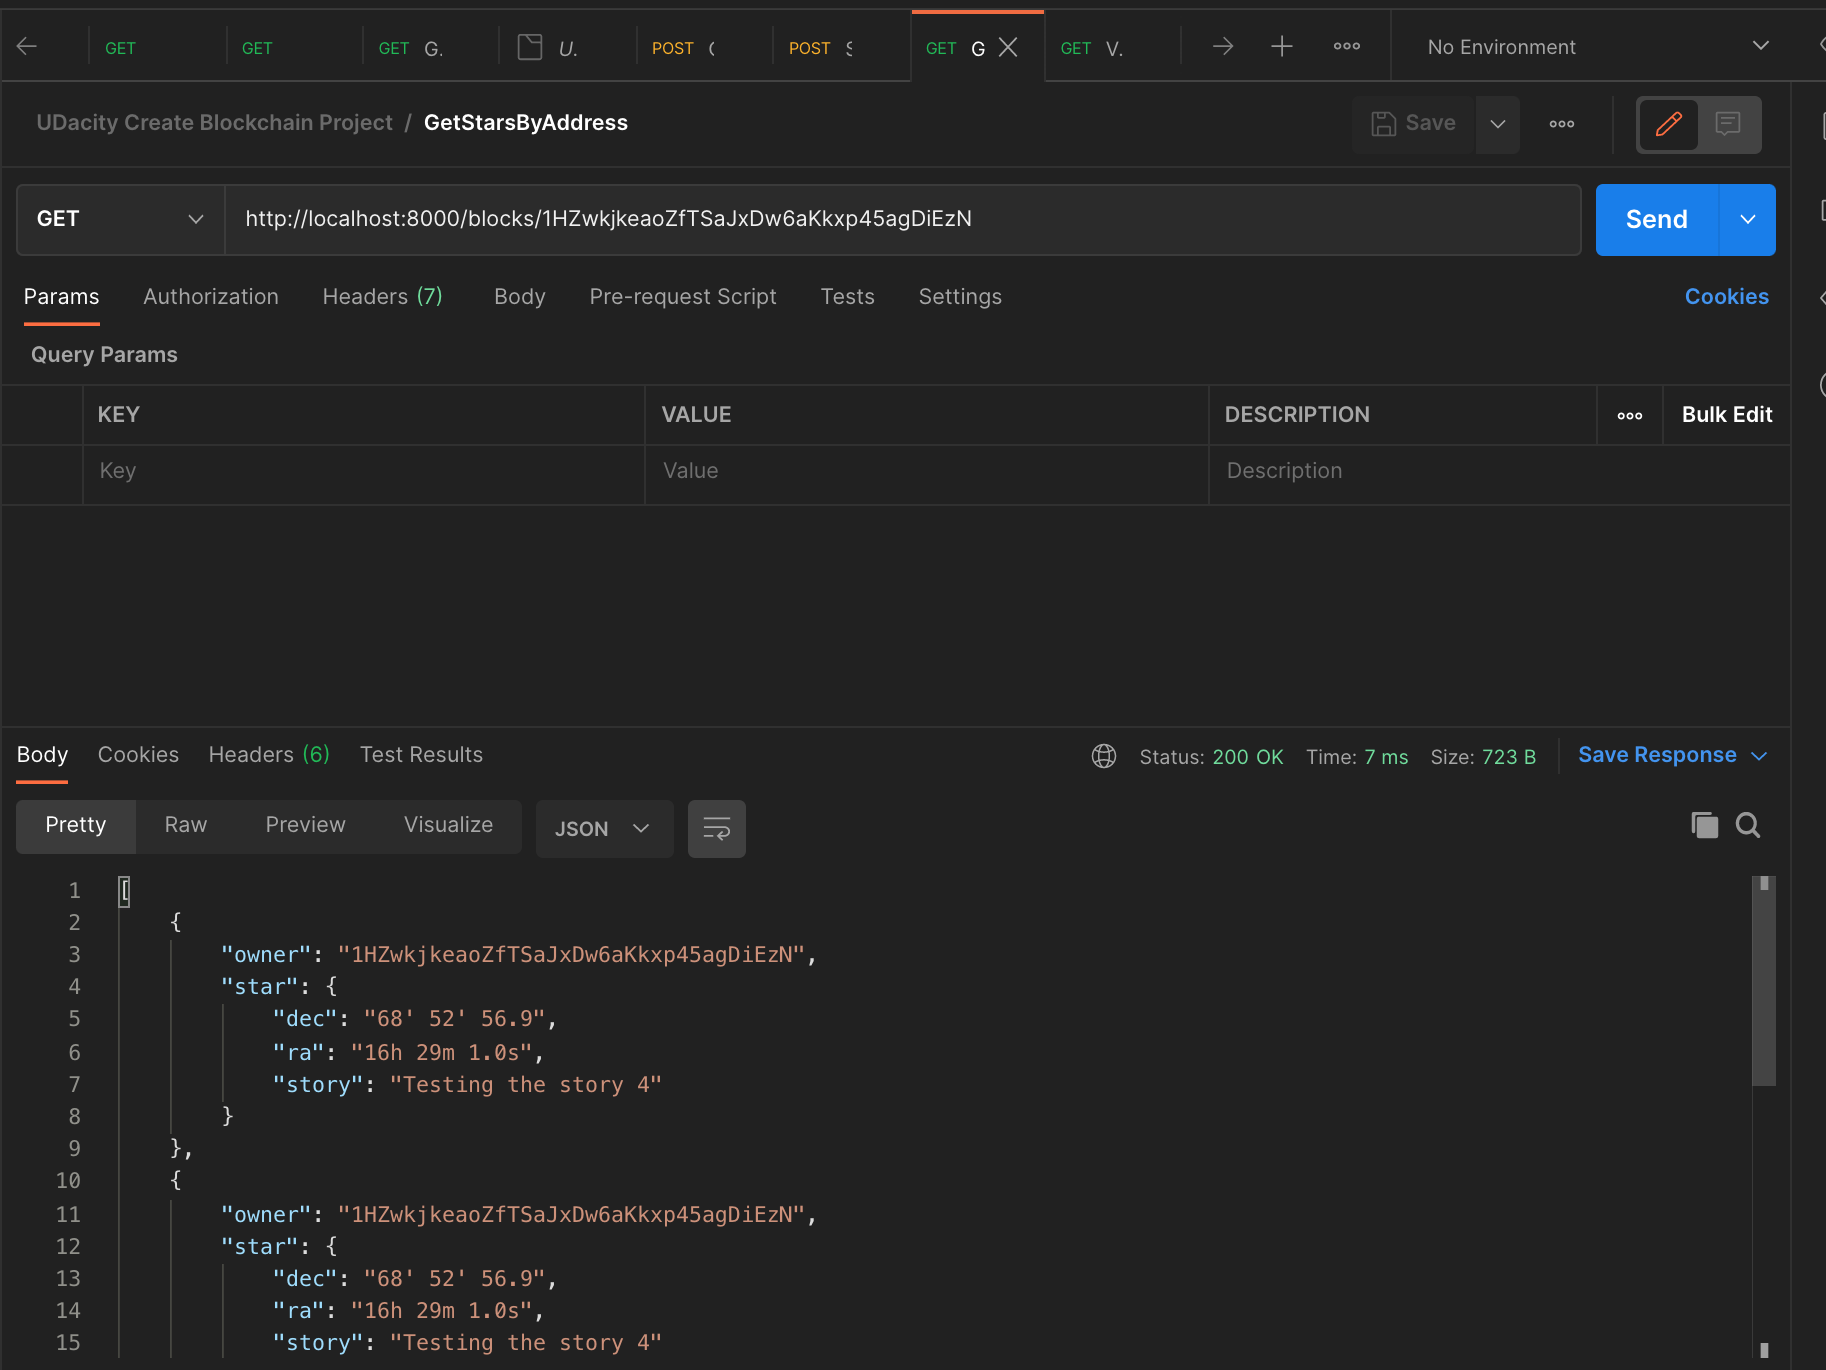 GET GET GET G. U. POST POST GET G GET V. No Environment
UDacity Create Blockchain Project / GetStarsByAddress Save
GET http://localhost:8000/blocks/1HZwkjkeaoZfTSaJxDw6aKkxp45agDiEzN Send
Params Authorization Headers (7) Body Pre-request Script Tests Settings Cookies
Query Params
KEY VALUE DESCRIPTION Bulk Edit
Key Value Description
Body Cookies Headers (6) Test Results Status: 200 OK Time: 7 ms Size: 723 B Save Response
Pretty Raw Preview Visualize JSON
1 [
2 {
3 "owner": "1HZwkjkeaoZfTSaJxDw6aKkxp45agDiEzN",
4 "star": {
5 "dec": "68' 52' 56.9",
6 "ra": "16h 29m 1.0s",
7 "story": "Testing the story 4"
8 }
9 },
10 {
11 "owner": "1HZwkjkeaoZfTSaJxDw6aKkxp45agDiEzN",
12 "star": {
13 "dec": "68' 52' 56.9",
14 "ra": "16h 29m 1.0s",
15 "story": "Testing the story 4"